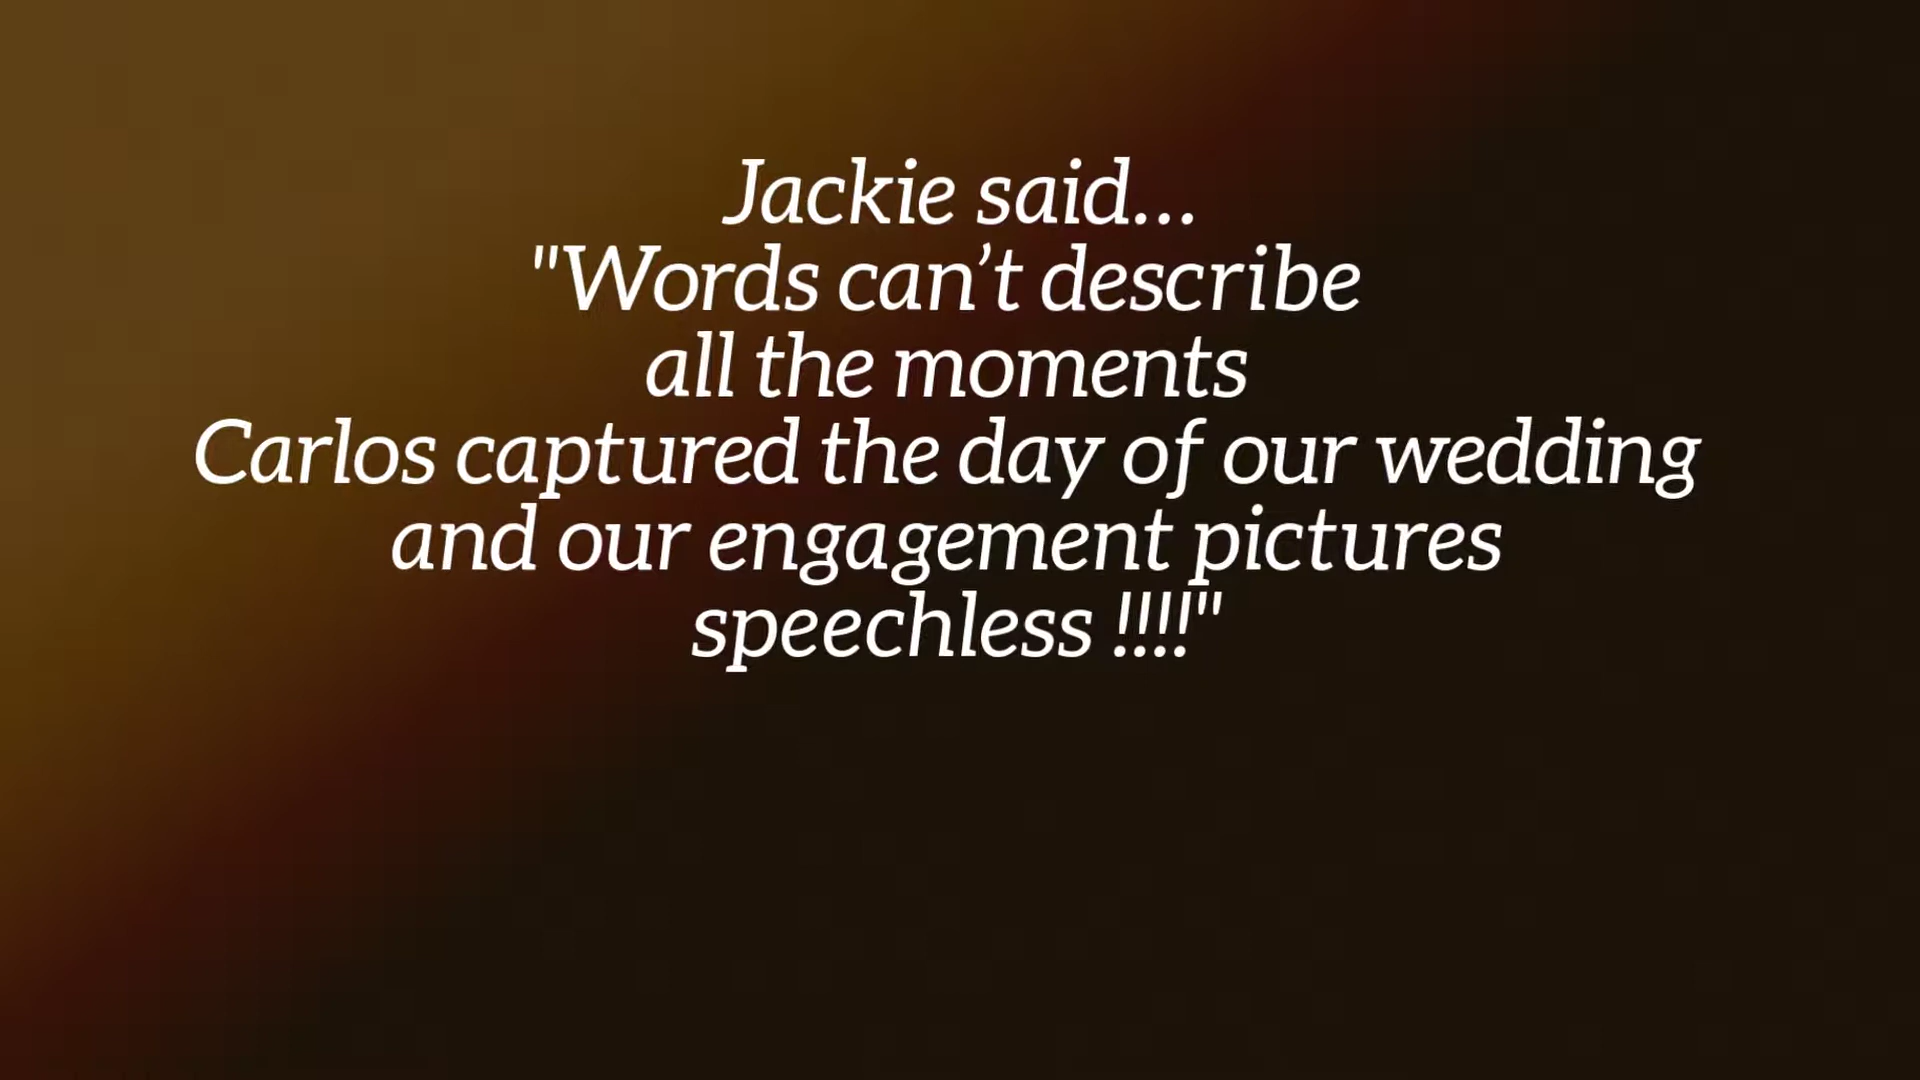 Jackie said...
"Words can’t describe
all the moments
Carlos captured the day of our wedding
and our engagement pictures
speechless !!!!"